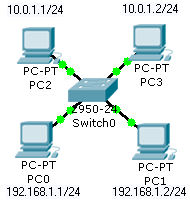 10.0.1.1/24
10.0.1.2/24
PC-PT
PC2
PC-PT
PC3
2950-24
Switch0
PC-PT
PC0
PC-PT
PC1
192.168.1.1/24
192.168.1.2/24